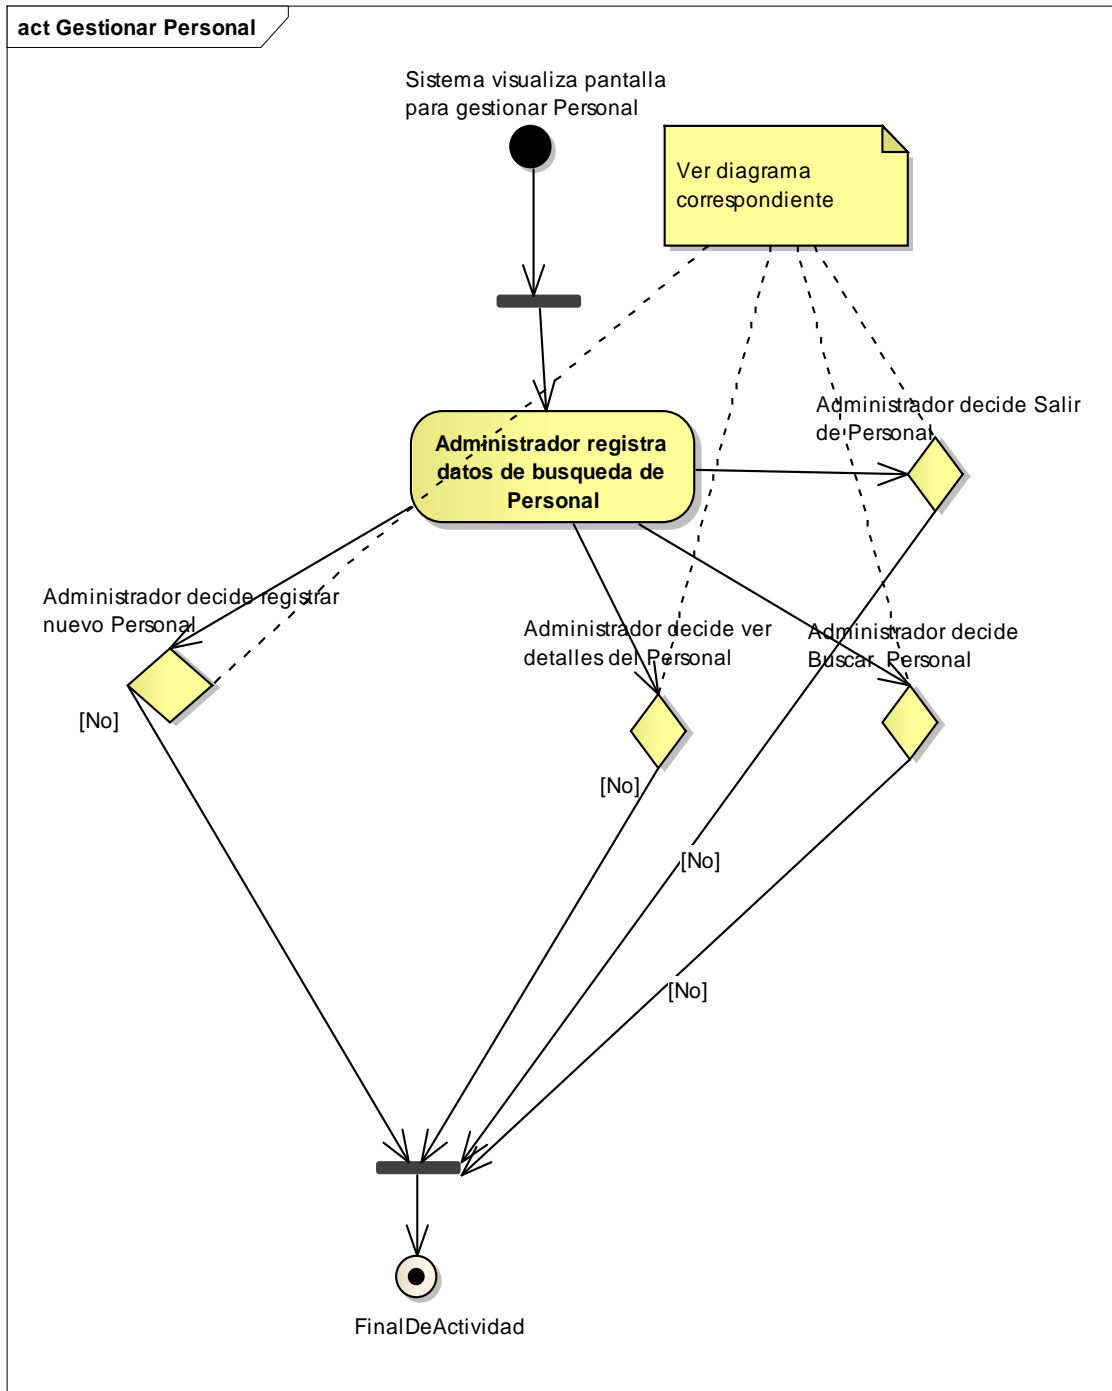 act Gestionar Personal
Sistema visualiza pantalla
para gestionar Personal
Ver diagrama
correspondiente
Administrador decide Salir
de Personal
Administrador registra
datos de busqueda de
Personal
Administrador decide registrar
nuevo Personal
Administrador decide ver
detalles del Personal
Administrador decide
Buscar Personal
[No]
[No]
[No]
[No]
FinalDeActividad